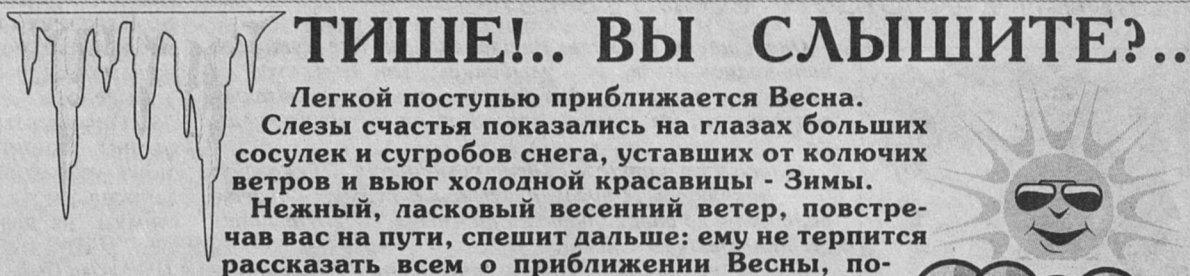 ТИШЕ!.. ВЫ СЛЫШИТЕ?..
Легкой поступью приближается Весна.
Слезы счастья показались на глазах больших
сосулек и сугробов снега, уставших от колючих
ветров и вьюг холодной красавицы - Зимы.
Нежный, ласковый весенний ветер, повстре-
чав вас на пути, спешит дальше: ему не терпится
рассказать всем о приближении Весны, по-